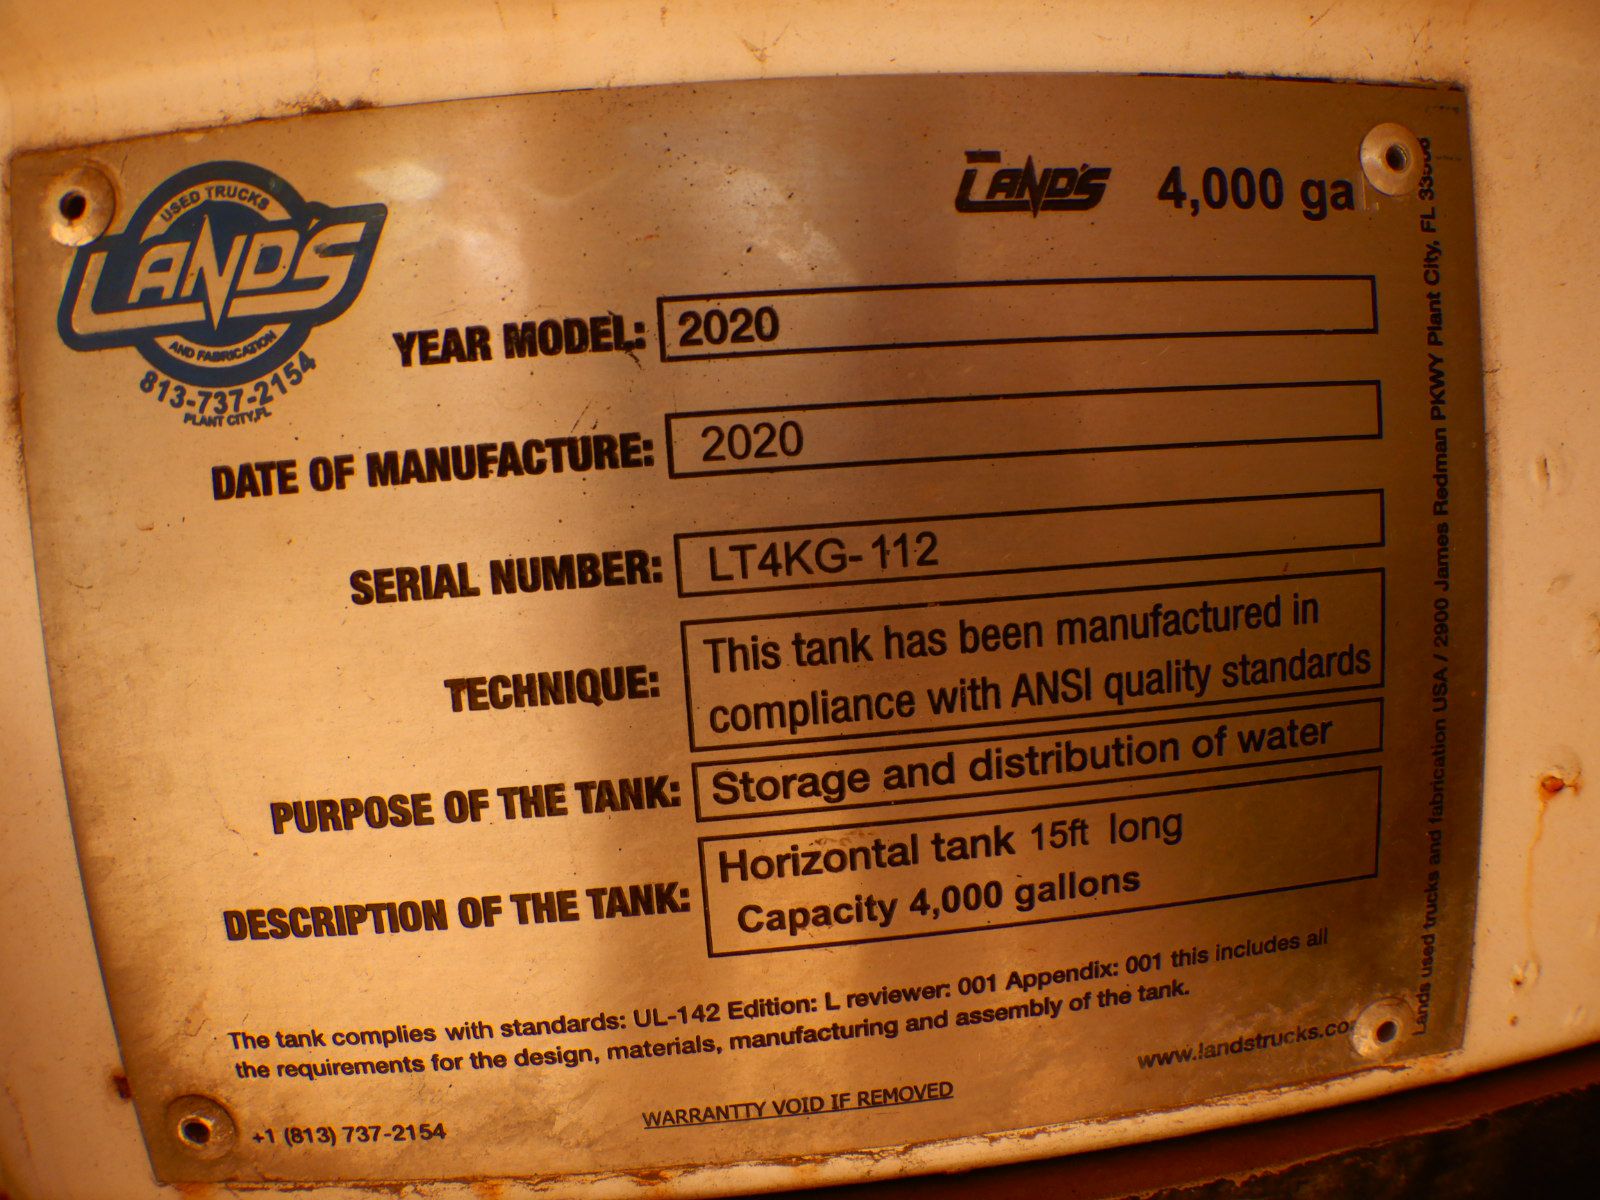 USED TRUCKS
LAND'S
AND FABRICATION
813-737-2154
PLANT CITY,FL
LAND'S 4,000 gal
YEAR MODEL: 2020
DATE OF MANUFACTURE: 2020
SERIAL NUMBER: LT4KG-112
TECHNIQUE: This tank has been manufactured in
compliance with ANSI quality standards
PURPOSE OF THE TANK: Storage and distribution of water
DESCRIPTION OF THE TANK: Horizontal tank 15ft long
Capacity 4,000 gallons
The tank complies with standards: UL-142 Edition: L reviewer: 001 Appendix: 001 this includes all
the requirements for the design, materials, manufacturing and assembly of the tank.
www.landstrucks.co
WARRANTTY VOID IF REMOVED
+1 (813) 737-2154
Lands used trucks and fabrication USA / 2900 James Redman PKWY Plant City, FL